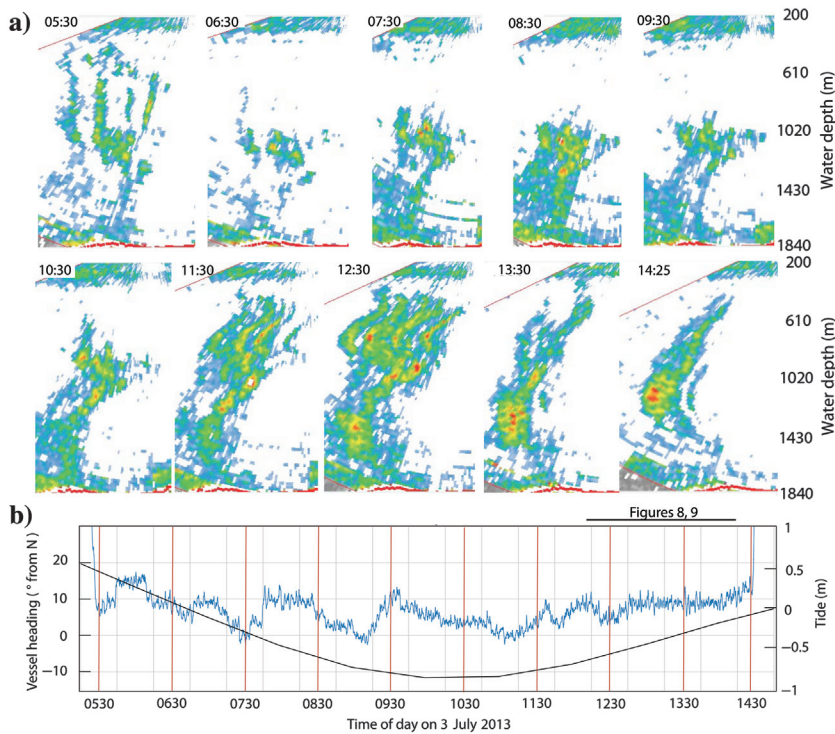 a)
05:30 06:30 07:30 08:30 09:30
200
610
1020
1430
1840
Water depth (m)
10:30 11:30 12:30 13:30 14:25
200
610
1020
1430
1840
Water depth (m)
b)
Figures 8, 9
Vessel heading (° from N)
20
10
0
−10
1
0.5
0
−0.5
−1
Tide (m)
0530 0630 0730 0830 0930 1030 1130 1230 1330 1430
Time of day on 3 July 2013